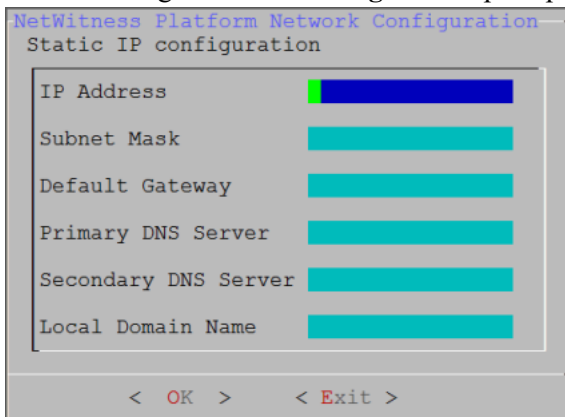 NetWitness Platform Network Configuration
Static IP configuration
IP Address
Subnet Mask
Default Gateway
Primary DNS Server
Secondary DNS Server
Local Domain Name
< OK > < Exit >